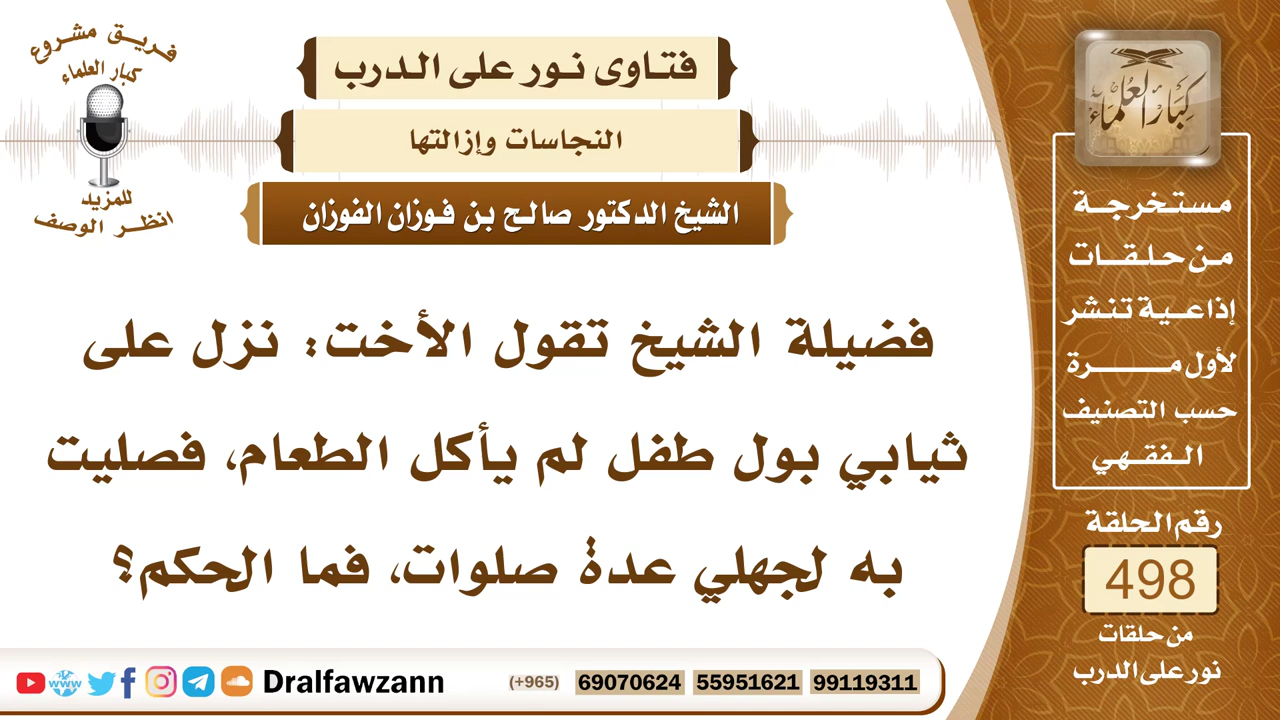 فريق مشروع
كبار العلماء
للمزيد
انظر الوصف
فتاوى نور على الدرب
النجاسات وإزالتها
الشيخ الدكتور صالح بن فوزان الفوزان
فضيلة الشيخ تقول الأخت: نزل على
ثيابي بول طفل لم يأكل الطعام، فصليت
به لجهلي عدة صلوات، فما الحكم؟
كبار العلماء
مستخرجة
من حلقات
إذاعية تنشر
لأول مرة
حسب التصنيف
الفقهي
رقم الحلقة
498
من حلقات
نور على الدرب
www Dralfawzann (+965) 69070624 55951621 99119311